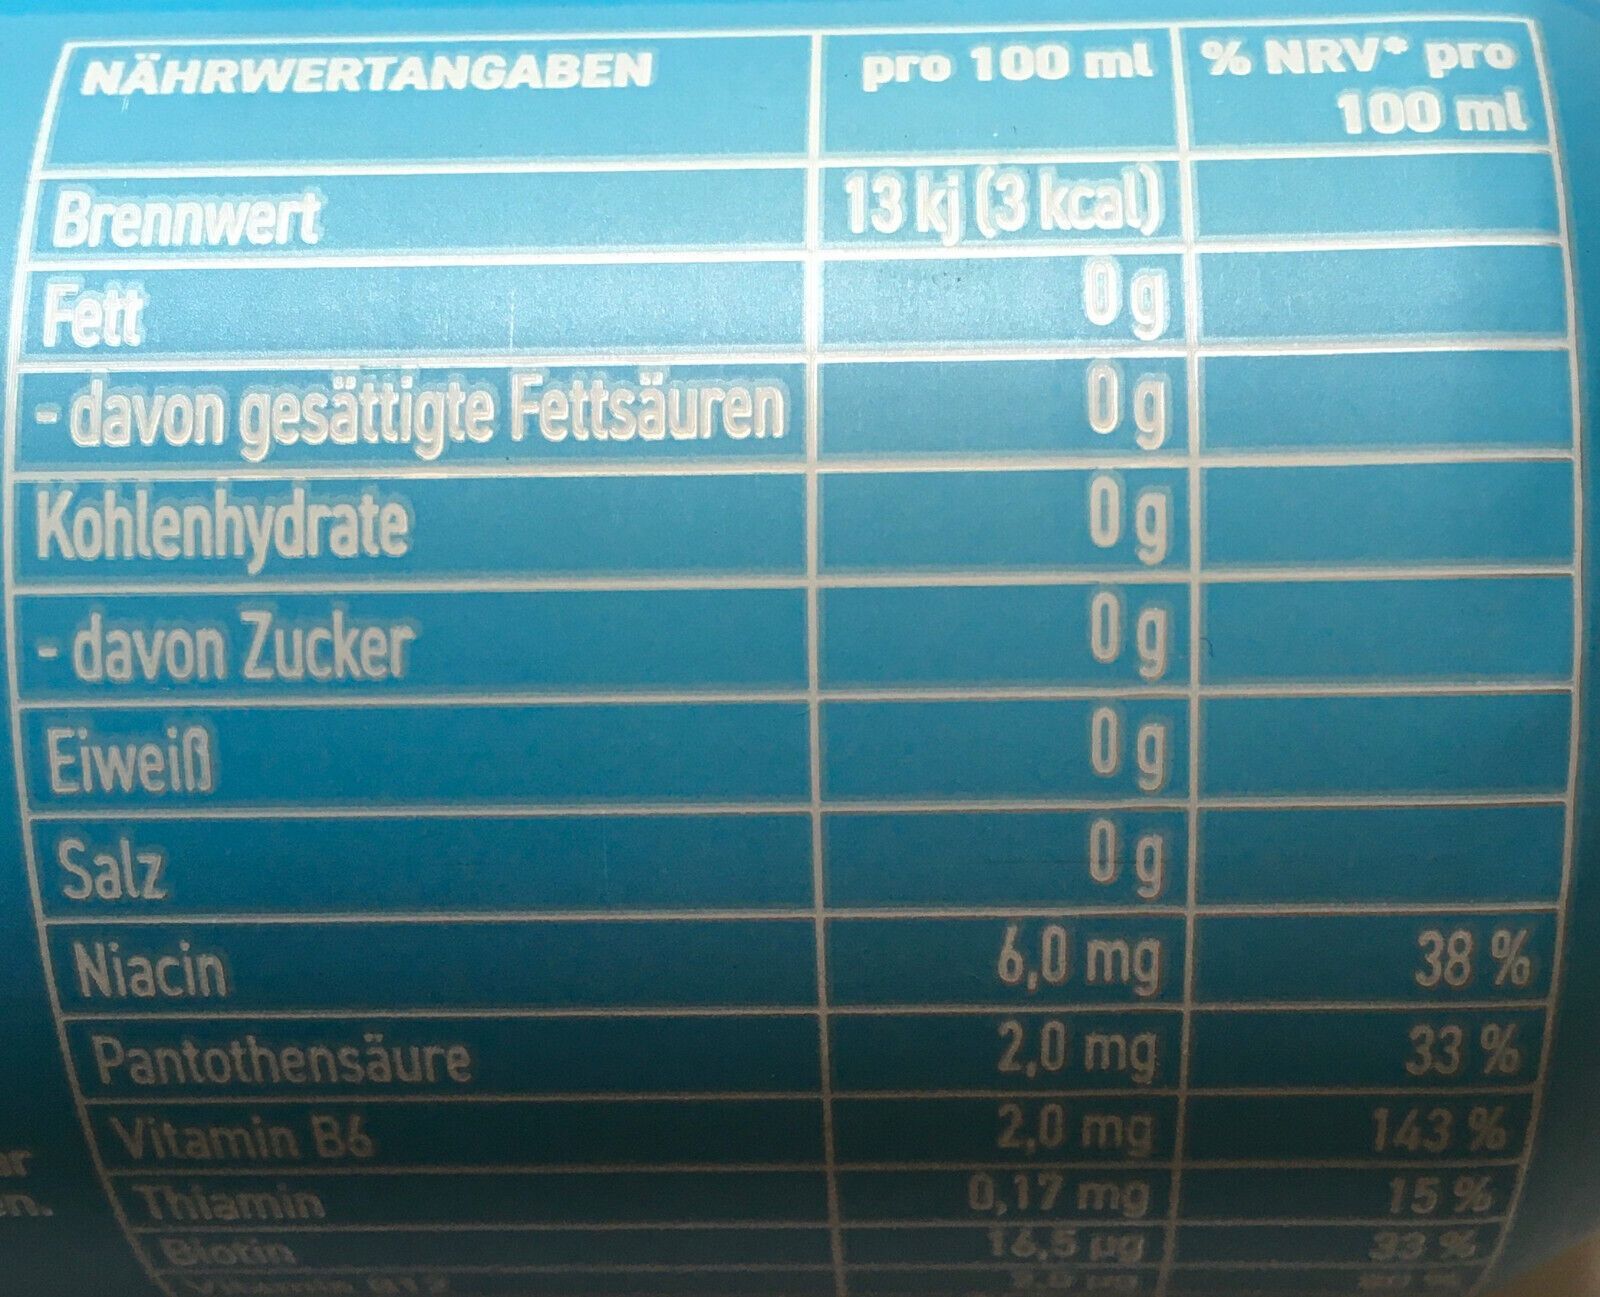 NÄHRWERTANGABEN pro 100 ml % NRV* pro
100 ml
Brennwert 13 kj (3 kcal)
Fett 0 g
- davon gesättigte Fettsäuren 0 g
Kohlenhydrate 0 g
- davon Zucker 0 g
Eiweiß 0 g
Salz 0 g
Niacin 6,0 mg 38 %
Pantothensäure 2,0 mg 33 %
Vitamin B6 2,0 mg 143 %
Thiamin 0,17 mg 15 %
Biotin 16,5 µg 33 %
Vitamin B12